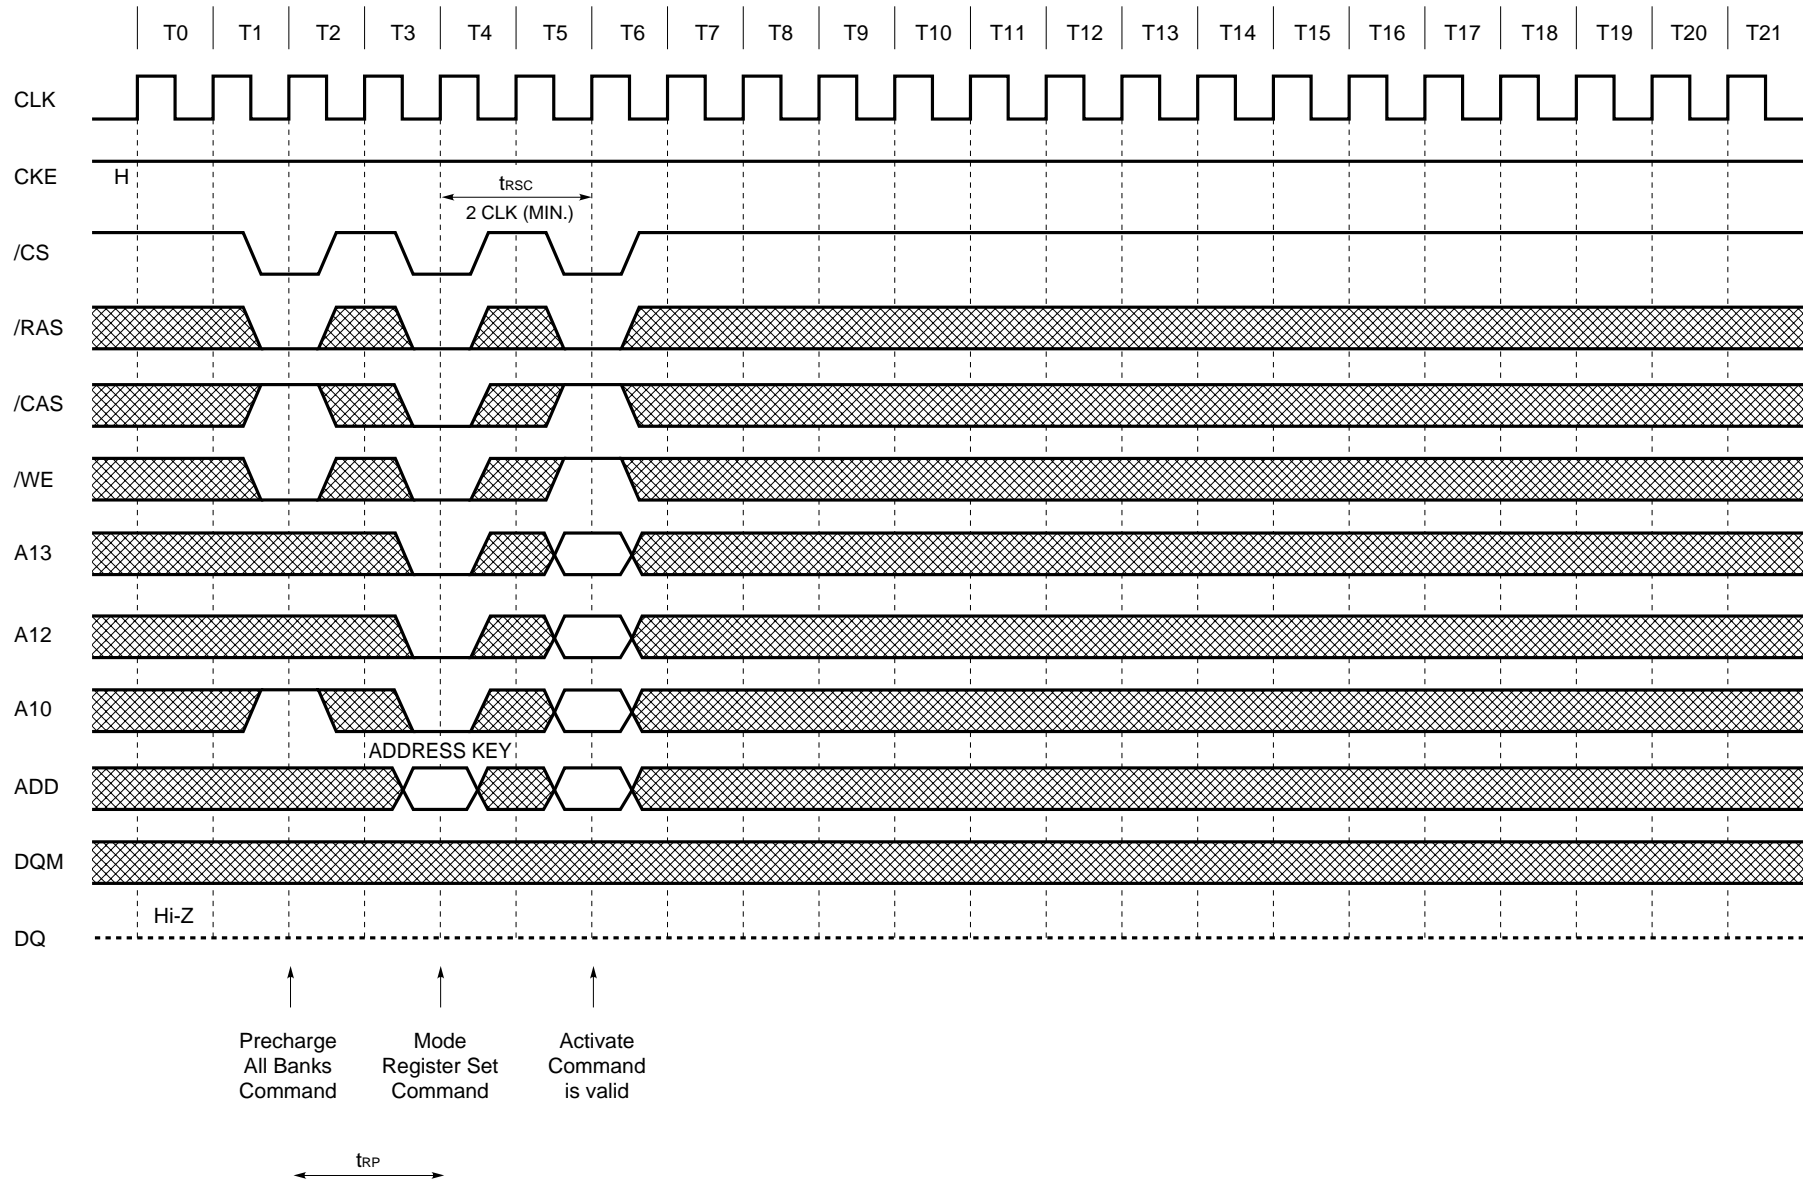 T0 T1 T2 T3 T4 T5 T6 T7 T8 T9 T10 T11 T12 T13 T14 T15 T16 T17 T18 T19 T20 T21
CLK
CKE H
tRSC
2 CLK (MIN.)
/CS
/RAS
/CAS
/WE
A13
A12
A10
ADDRESS KEY
ADD
DQM
Hi-Z
DQ
Precharge
All Banks
Command
Mode
Register Set
Command
Activate
Command
is valid
tRP